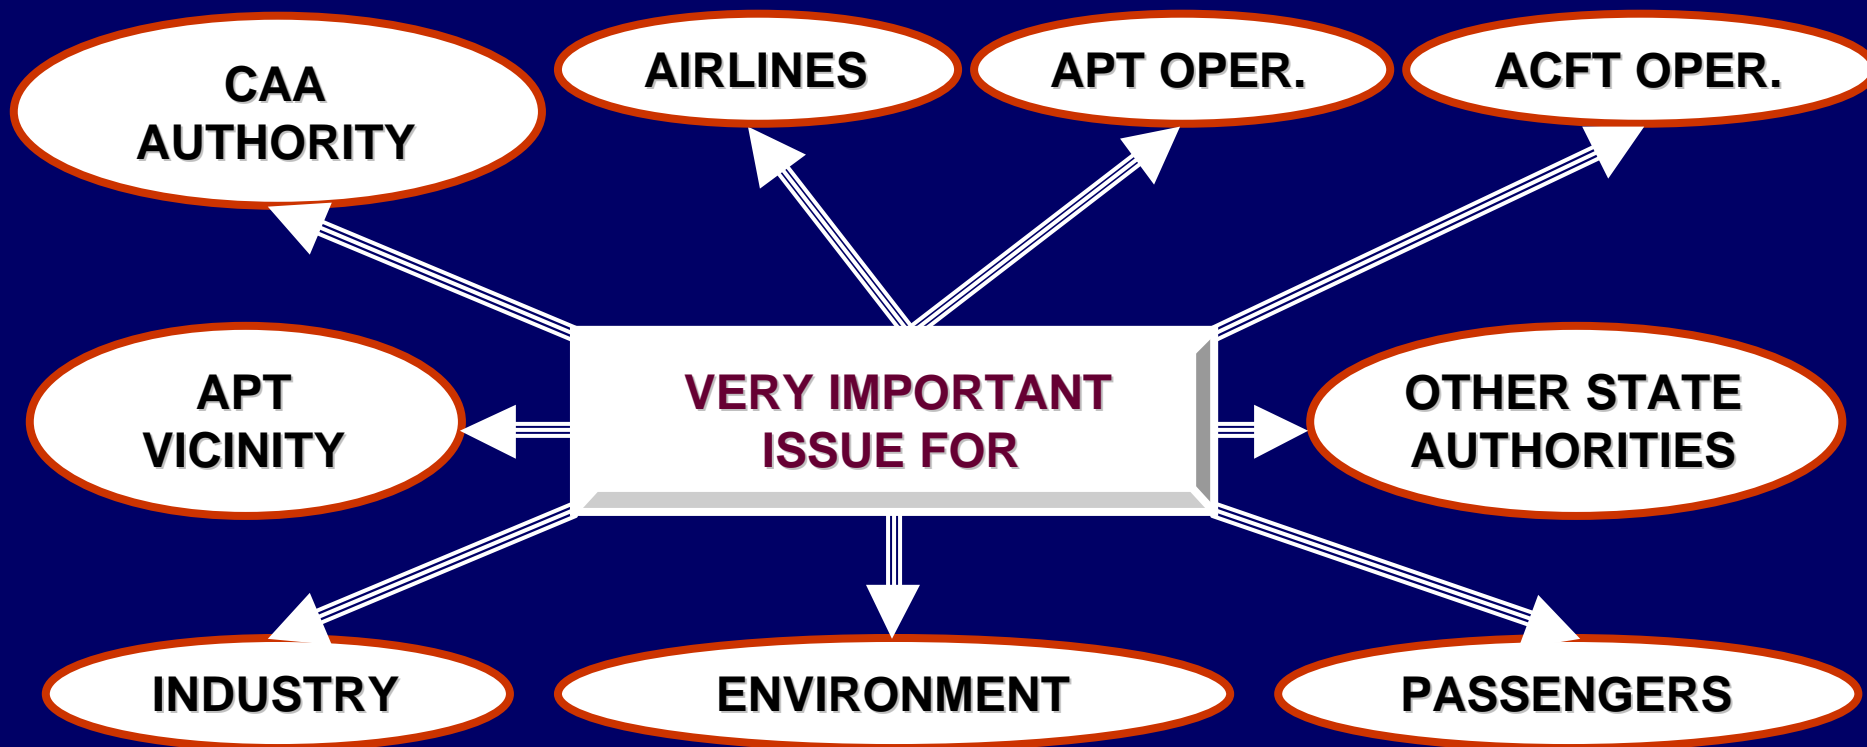 CAA
AUTHORITY
AIRLINES
APT OPER.
ACFT OPER.
APT
VICINITY
VERY IMPORTANT
ISSUE FOR
OTHER STATE
AUTHORITIES
INDUSTRY
ENVIRONMENT
PASSENGERS